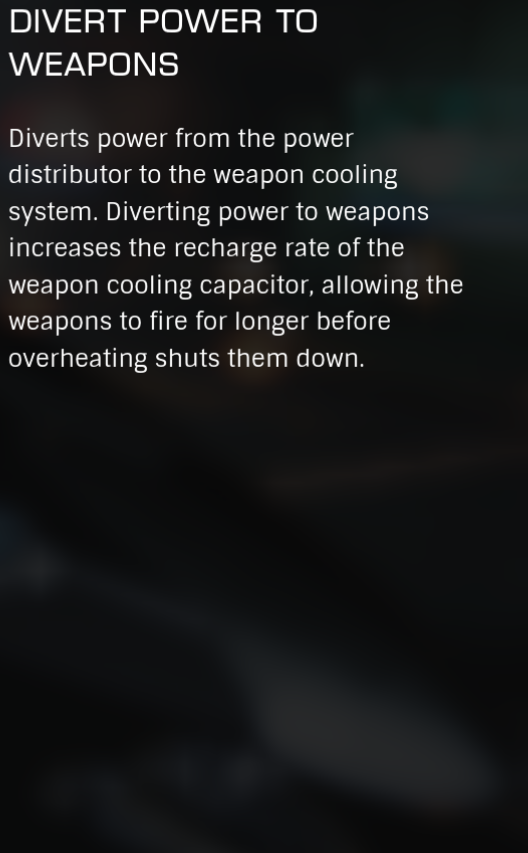 DIVERT POWER TO
WEAPONS
Diverts power from the power
distributor to the weapon cooling
system. Diverting power to weapons
increases the recharge rate of the
weapon cooling capacitor, allowing the
weapons to fire for longer before
overheating shuts them down.